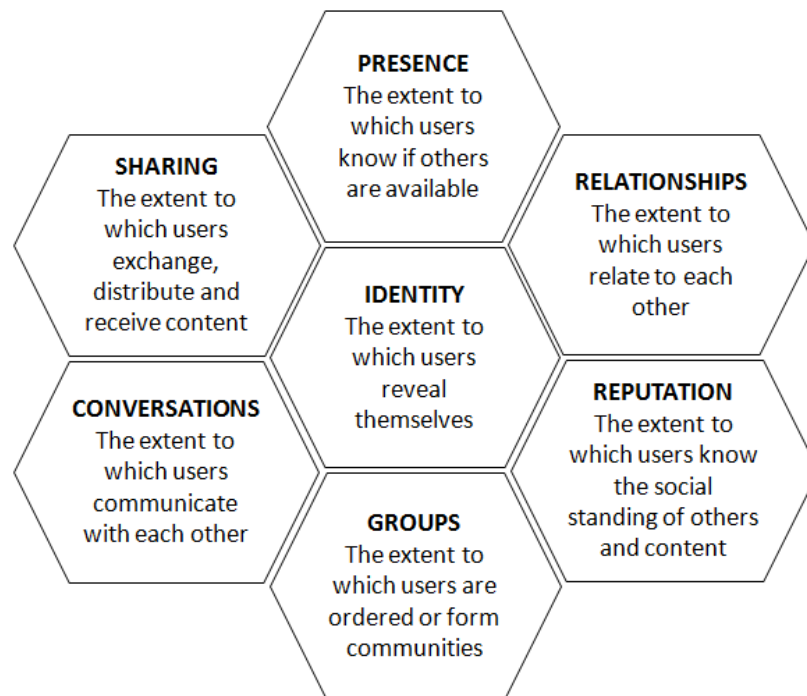 PRESENCE
The extent to
which users
know if others
are available
SHARING
The extent to
which users
exchange,
distribute and
receive content
RELATIONSHIPS
The extent to
which users
relate to each
other
IDENTITY
The extent to
which users
reveal
themselves
CONVERSATIONS
The extent to
which users
communicate
with each other
REPUTATION
The extent to
which users know
the social
standing of others
and content
GROUPS
The extent to
which users are
ordered or form
communities